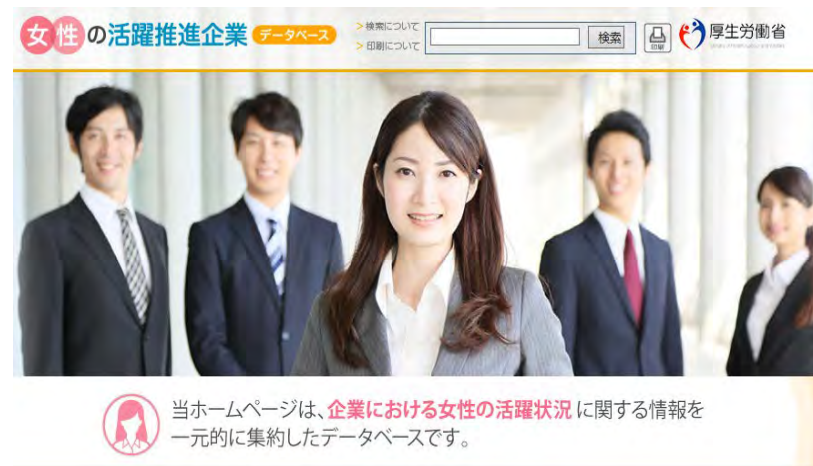 女性の活躍推進企業 データベース
>検索について
>印刷について
検索
印刷
厚生労働省
当ホームページは、企業における女性の活躍状況に関する情報を
一元的に集約したデータベースです。